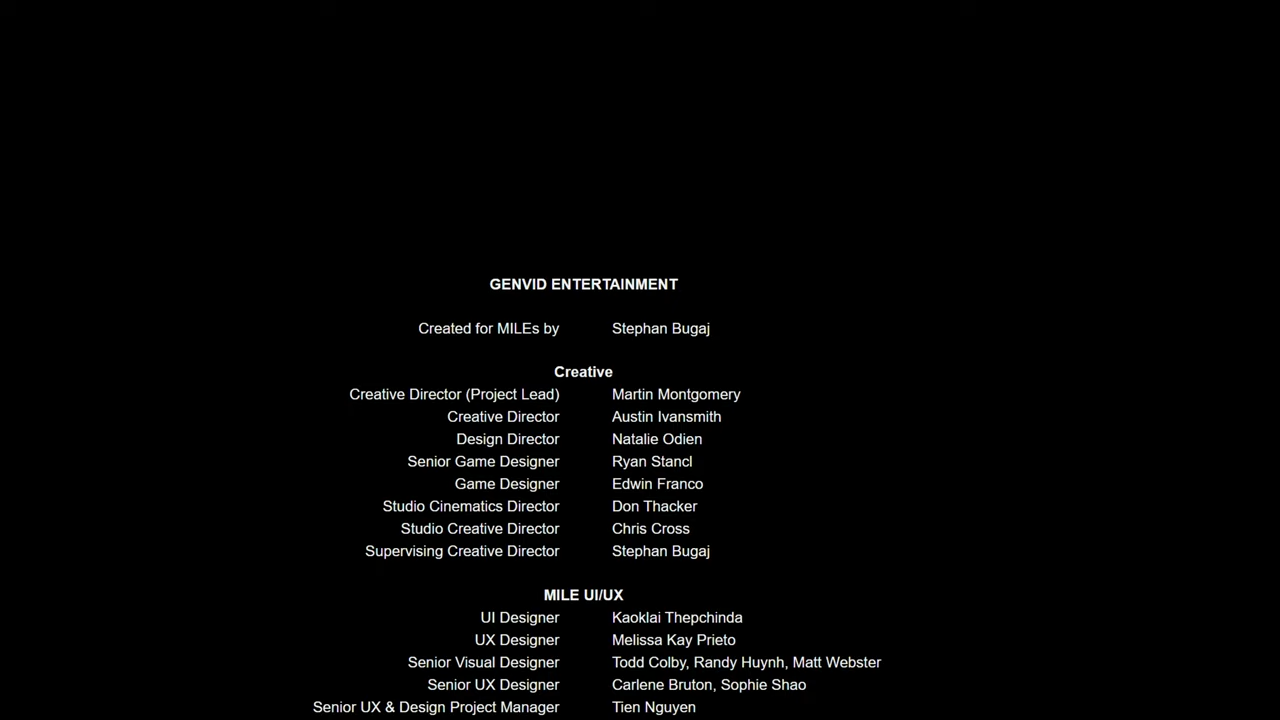 GENVID ENTERTAINMENT
Created for MILEs by Stephan Bugaj
Creative
Creative Director (Project Lead) Martin Montgomery
Creative Director Austin Ivansmith
Design Director Natalie Odien
Senior Game Designer Ryan Stancl
Game Designer Edwin Franco
Studio Cinematics Director Don Thacker
Studio Creative Director Chris Cross
Supervising Creative Director Stephan Bugaj
MILE UI/UX
UI Designer Kaoklai Thepchinda
UX Designer Melissa Kay Prieto
Senior Visual Designer Todd Colby, Randy Huynh, Matt Webster
Senior UX Designer Carlene Bruton, Sophie Shao
Senior UX & Design Project Manager Tien Nguyen